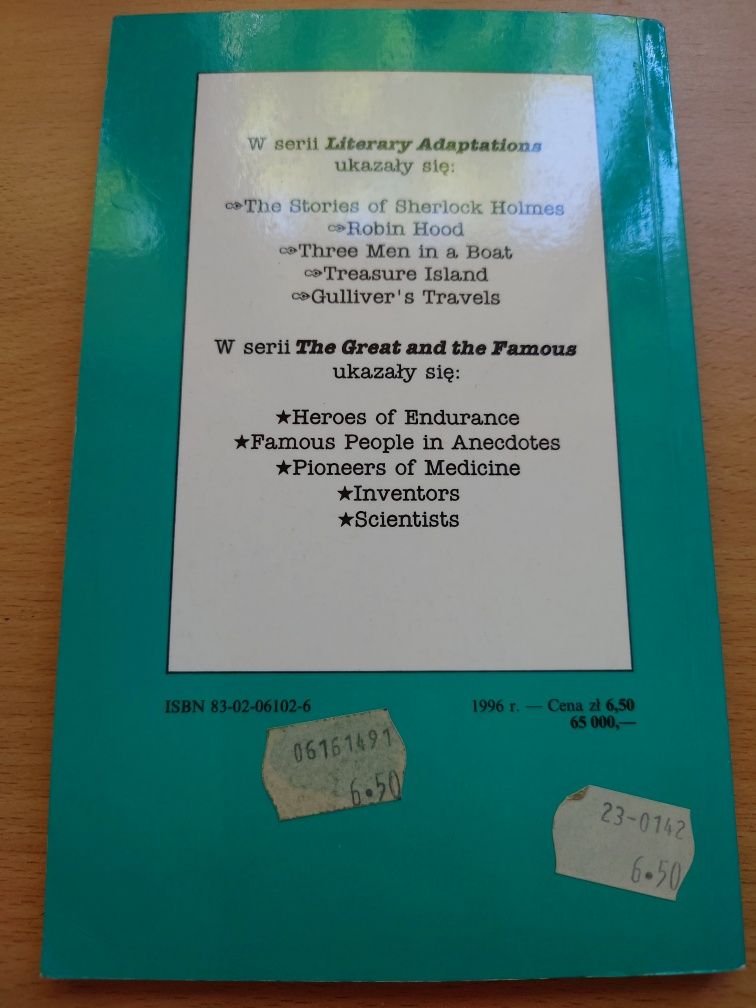 W serii Literary Adaptations
ukazały się:
The Stories of Sherlock Holmes
Robin Hood
Three Men in a Boat
Treasure Island
Gulliver's Travels
W serii The Great and the Famous
ukazały się:
★Heroes of Endurance
★Famous People in Anecdotes
★Pioneers of Medicine
★Inventors
★Scientists
ISBN 83-02-06102-6
1996 r. — Cena zł 6,50
65 000,—
06161491
6.50
23-0142
6.50